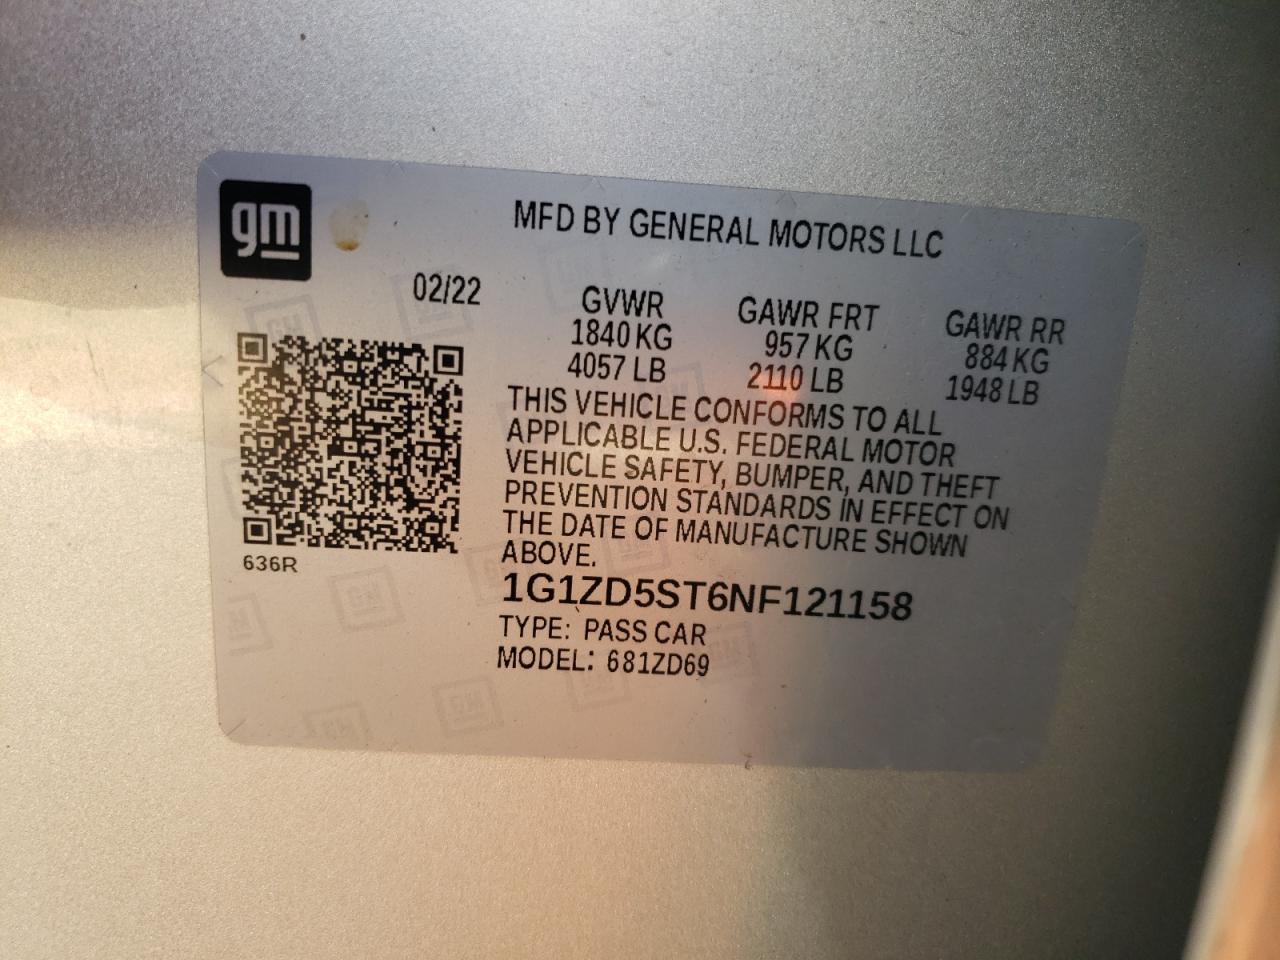 gm
MFD BY GENERAL MOTORS LLC
02/22
GVWR GAWR FRT GAWR RR
1840 KG 957 KG 884 KG
4057 LB 2110 LB 1948 LB
THIS VEHICLE CONFORMS TO ALL
APPLICABLE U.S. FEDERAL MOTOR
VEHICLE SAFETY, BUMPER, AND THEFT
PREVENTION STANDARDS IN EFFECT ON
THE DATE OF MANUFACTURE SHOWN
ABOVE.
636R
1G1ZD5ST6NF121158
TYPE: PASS CAR
MODEL: 681ZD69